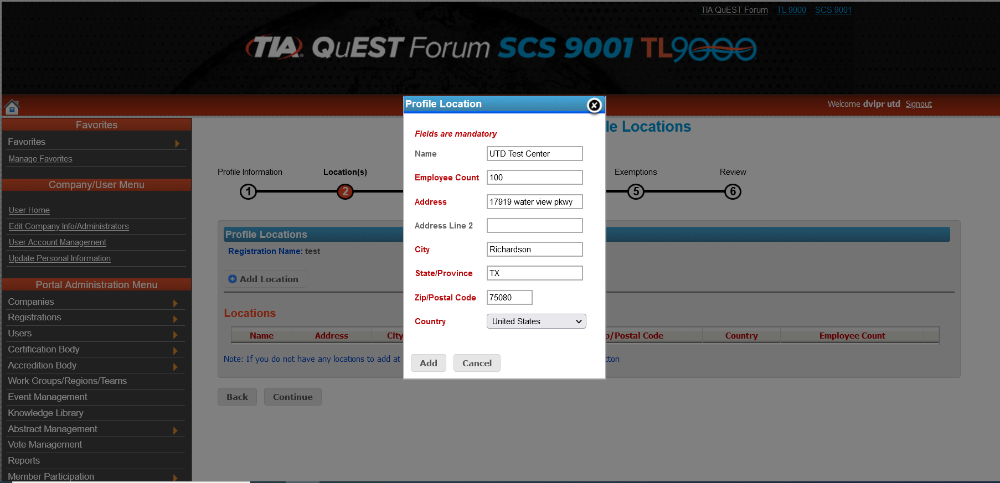 TIA QuEST Forum TL 9000 SCS 9001
TIA QuEST Forum SCS 9001 TL9000
Welcome dvlpr utd Signout
Favorites
Favorites
Manage Favorites
Company/User Menu
User Home
Edit Company Info/Administrators
User Account Management
Update Personal Information
Portal Administration Menu
Companies
Registrations
Users
Certification Body
Accredition Body
Work Groups/Regions/Teams
Event Management
Knowledge Library
Abstract Management
Vote Management
Reports
Member Participation
le Locations
Profile Information Location(s) Exemptions Review
1 2 5 6
Profile Locations
Registration Name: test
Add Location
Locations
Name Address City p/Postal Code Country Employee Count
Note: If you do not have any locations to add at tton
Back Continue
Profile Location
Fields are mandatory
Name UTD Test Center
Employee Count 100
Address 17919 water view pkwy
Address Line 2
City Richardson
State/Province TX
Zip/Postal Code 75080
Country United States
Add Cancel